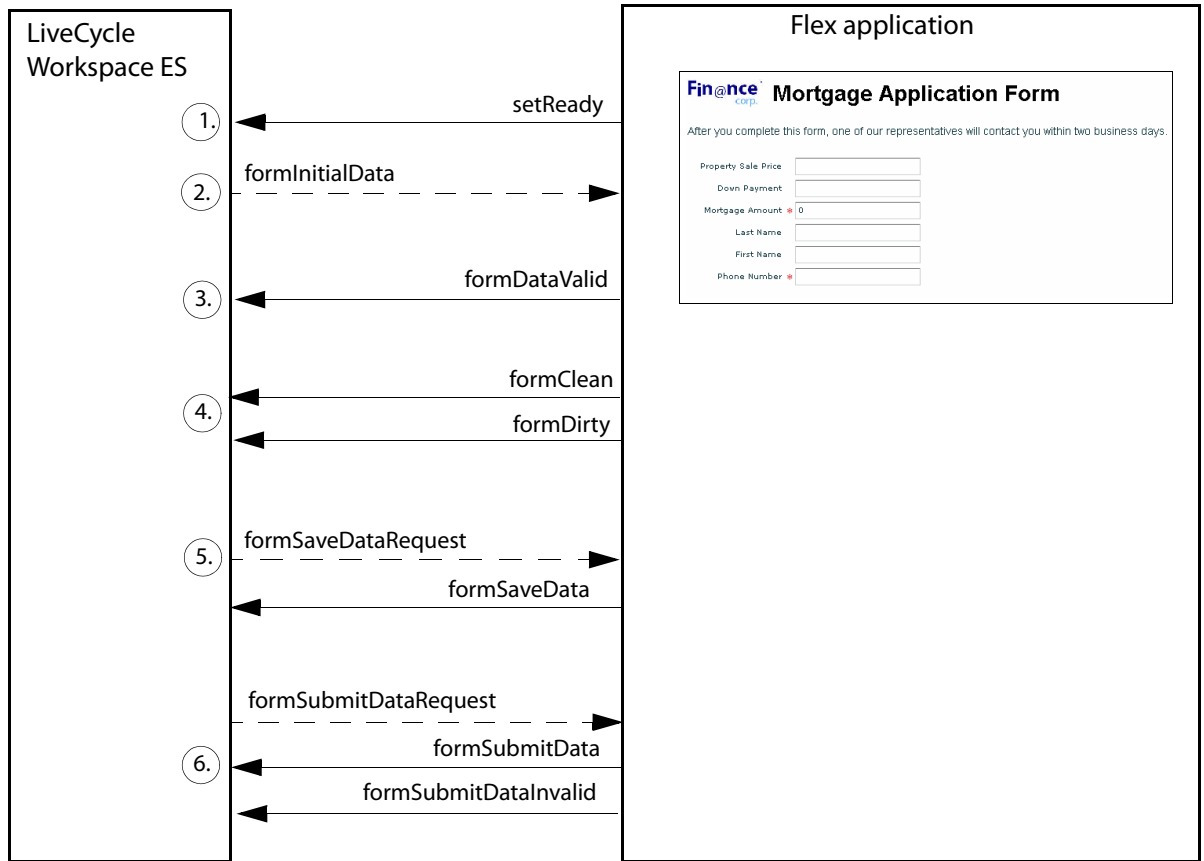 LiveCycle
Workspace ES
Flex application
Fin@nce
corp.
Mortgage Application Form
After you complete this form, one of our representatives will contact you within two business days.
Property Sale Price
Down Payment
Mortgage Amount * 0
Last Name
First Name
Phone Number *
1.
setReady
2.
formInitialData
3.
formDataValid
formClean
4.
formDirty
5.
formSaveDataRequest
formSaveData
formSubmitDataRequest
6.
formSubmitData
formSubmitDataInvalid